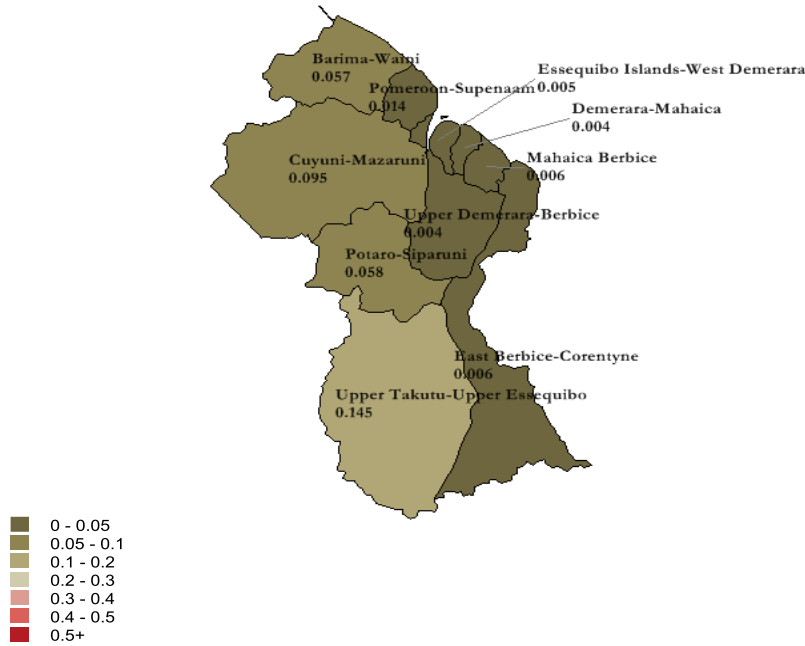 Barima-Waini
0.057
Pomeroon-Supenaam
0.014
Essequibo Islands-West Demerara
0.005
Demerara-Mahaica
0.004
Mahaica Berbice
0.006
Cuyuni-Mazaruni
0.095
Upper Demerara-Berbice
0.004
Potaro-Siparuni
0.058
East Berbice-Corentyne
0.006
Upper Takutu-Upper Essequibo
0.145
0 - 0.05
0.05 - 0.1
0.1 - 0.2
0.2 - 0.3
0.3 - 0.4
0.4 - 0.5
0.5+